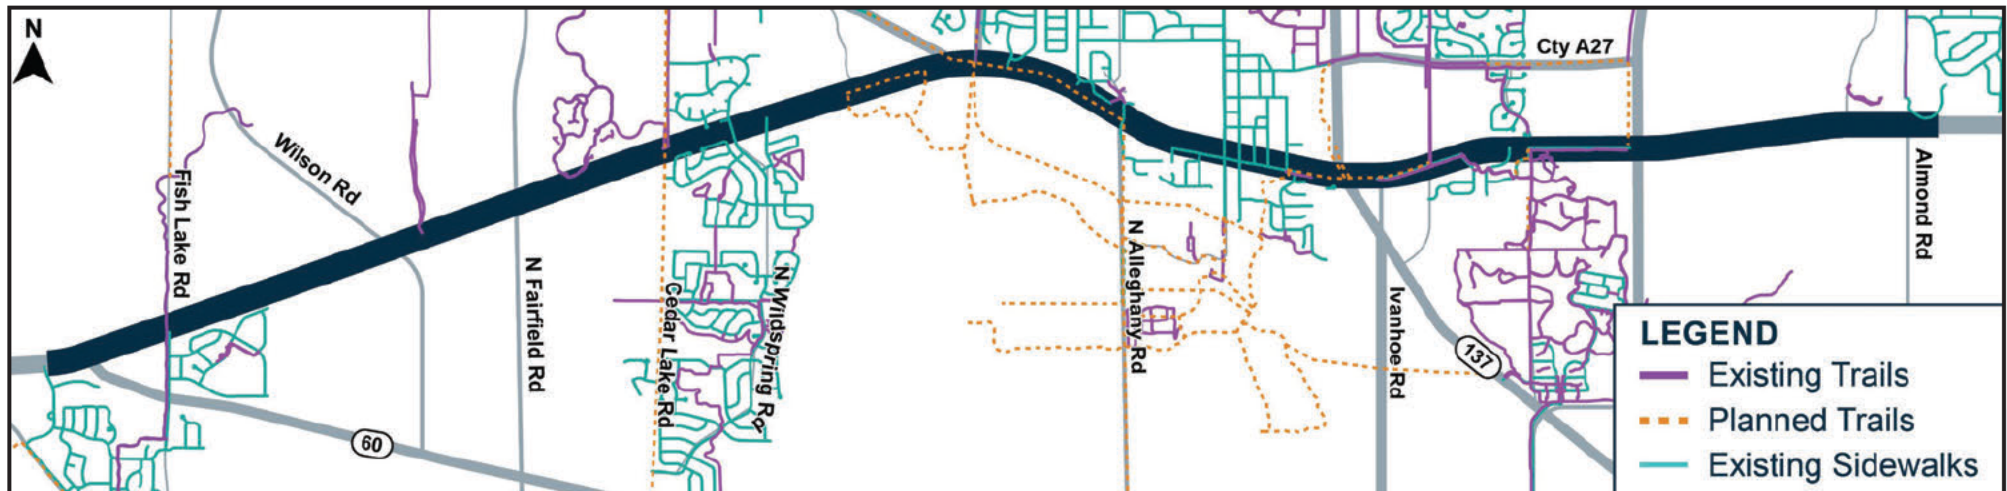 N
Cty A27
Wilson Rd
Fish Lake Rd
Almond Rd
N Fairfield Rd
N Wildspring Rd
Cedar Lake Rd
N Alleghany Rd
Ivanhoe Rd
137
60
LEGEND
Existing Trails
Planned Trails
Existing Sidewalks